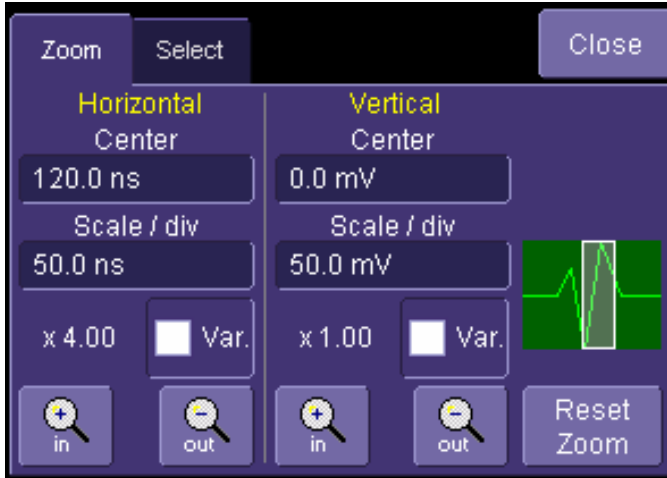 Zoom Select Close
Horizontal Vertical
Center Center
120.0 ns 0.0 mV
Scale / div Scale / div
50.0 ns 50.0 mV
x 4.00 Var. x 1.00 Var.
in out in out Reset
Zoom